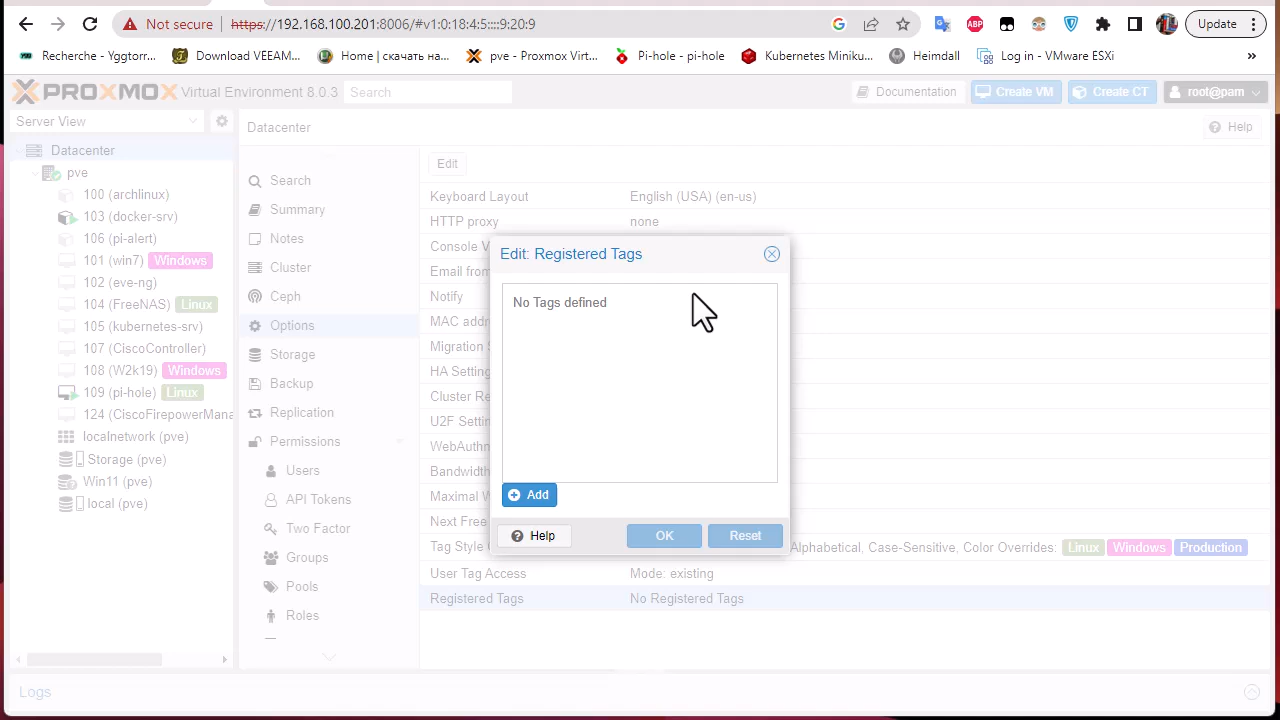 Not secure https://192.168.100.201:8006/#v1:0:18:4:5::::9:20:9 Update
Recherche - Yggtorr... Download VEEAM... Home | скачать на... pve - Proxmox Virt... Pi-hole - pi-hole Kubernetes Miniku... Heimdall Log in - VMware ESXi »
PROXMOX Virtual Environment 8.0.3 Search Documentation Create VM Create CT root@pam
Server View
Datacenter
Help
Datacenter
pve
100 (archlinux)
103 (docker-srv)
106 (pi-alert)
101 (win7) Windows
102 (eve-ng)
104 (FreeNAS) Linux
105 (kubernetes-srv)
107 (CiscoController)
108 (W2k19) Windows
109 (pi-hole) Linux
124 (CiscoFirepowerMana
localnetwork (pve)
Storage (pve)
Win11 (pve)
local (pve)
Search
Summary
Notes
Cluster
Ceph
Options
Storage
Backup
Replication
Permissions
Users
API Tokens
Two Factor
Groups
Pools
Roles
Edit
Keyboard Layout English (USA) (en-us)
HTTP proxy none
Console V
Email from
Notify
MAC addr
Migration S
HA Setting
Cluster Re
U2F Setti
WebAuthn
Bandwidth
Maximal W
Next Free
Tag Style Alphabetical, Case-Sensitive, Color Overrides: Linux Windows Production
User Tag Access Mode: existing
Registered Tags No Registered Tags
Edit: Registered Tags
No Tags defined
Add
Help OK Reset
Logs
ABP